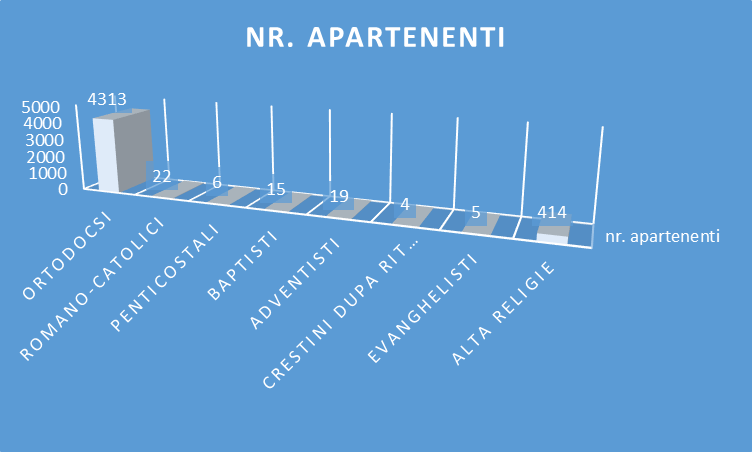 NR. APARTENENTI
5000
4000
3000
2000
1000
0
4313
22
6
15
19
4
5
414
ORTODOCSI
ROMANO-CATOLICI
PENTICOSTALI
BAPTISTI
ADVENTISTI
CRESTINI DUPA RIT...
EVANGHELISTI
ALTA RELIGIE
nr. apartenenti